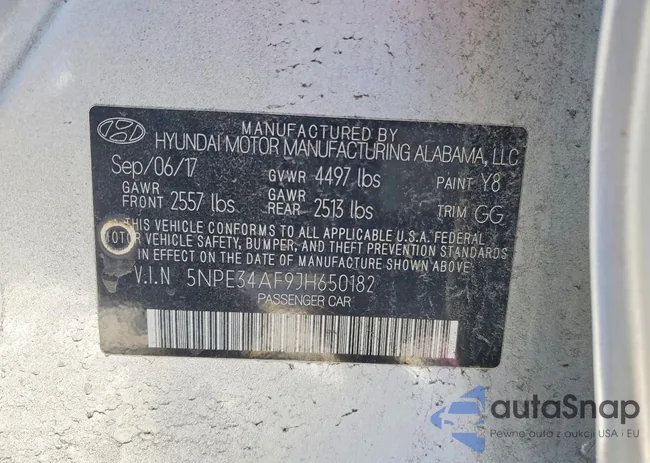 MANUFACTURED BY
HYUNDAI MOTOR MANUFACTURING ALABAMA, LLC
Sep/06/17 GVWR 4497 lbs PAINT Y8
GAWR FRONT 2557 lbs GAWR REAR 2513 lbs TRIM GG
THIS VEHICLE CONFORMS TO ALL APPLICABLE U.S.A. FEDERAL
MOTOR VEHICLE SAFETY, BUMPER, AND THEFT PREVENTION STANDARDS
IN EFFECT ON THE DATE OF MANUFACTURE SHOWN ABOVE.
V.I.N 5NPE34AF9JH650182
PASSENGER CAR
autaSnap
Pewne auta z aukcji USA i EU